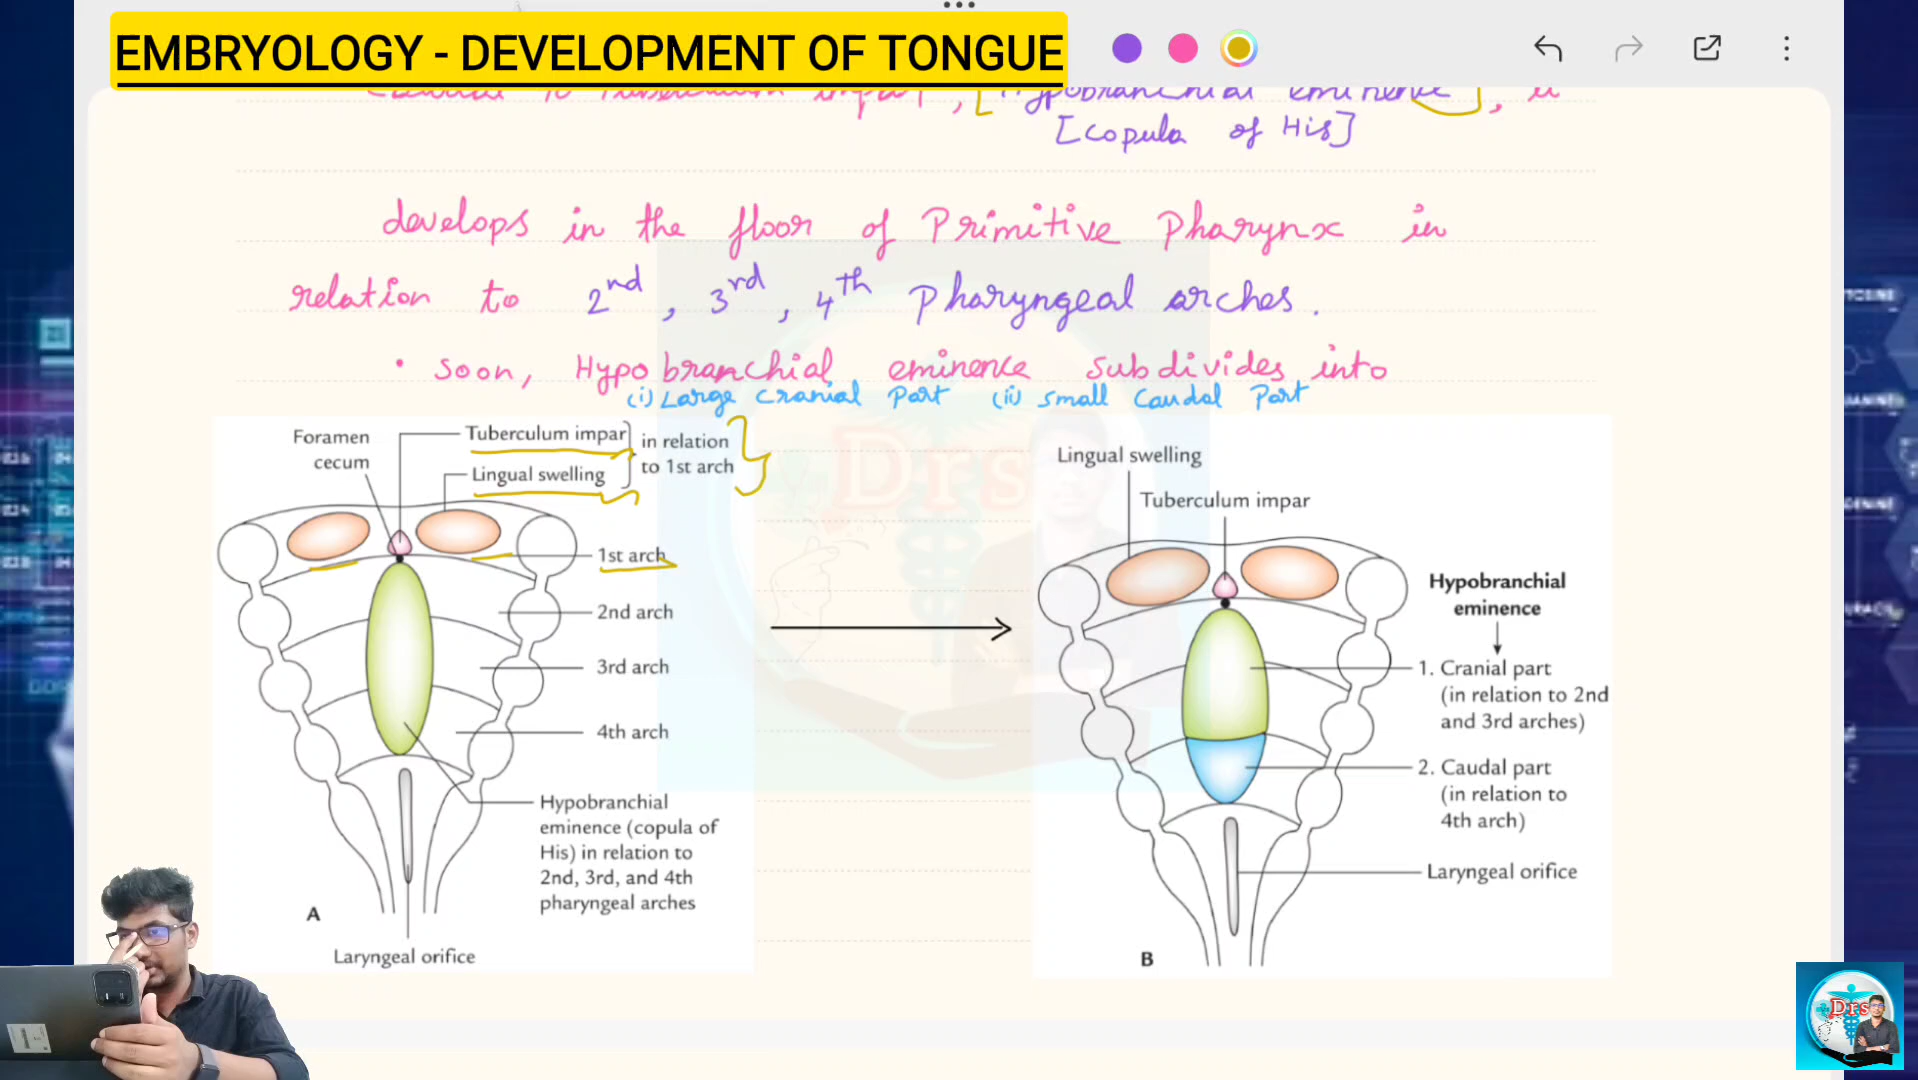 EMBRYOLOGY - DEVELOPMENT OF TONGUE
Hypobranchial eminence
[copula of His]
develops in the floor of Primitive Pharynx in
relation to 2nd, 3rd, 4th Pharyngeal arches.
• soon, Hypobranchial eminence subdivides into
(i) Large Cranial Part (ii) Small Caudal Part
Foramen
cecum
Tuberculum impar
Lingual swelling
in relation
to 1st arch
1st arch
2nd arch
3rd arch
4th arch
Hypobranchial
eminence (copula of
His) in relation to
2nd, 3rd, and 4th
pharyngeal arches
A
Laryngeal orifice
Lingual swelling
Tuberculum impar
Hypobranchial
eminence
1. Cranial part
(in relation to 2nd
and 3rd arches)
2. Caudal part
(in relation to
4th arch)
Laryngeal orifice
B
Drs
Drs